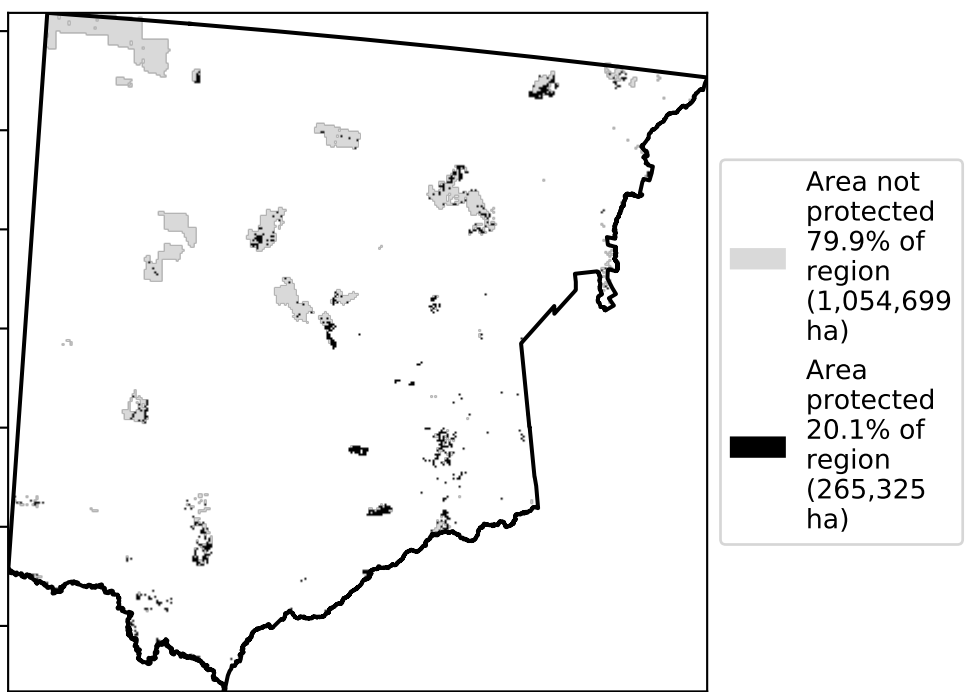 Area not
protected
79.9% of
region
(1,054,699
ha)
Area
protected
20.1% of
region
(265,325
ha)